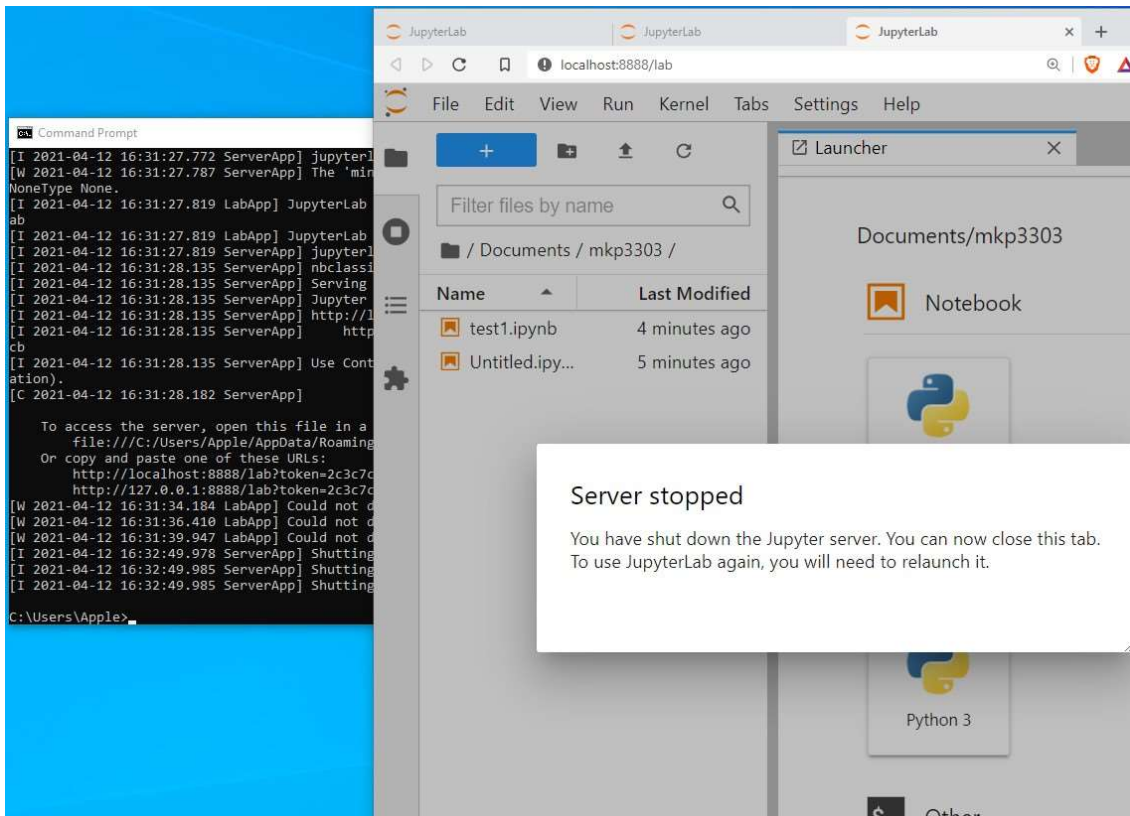 Command Prompt
[I 2021-04-12 16:31:27.772 ServerApp] jupyterl
[W 2021-04-12 16:31:27.787 ServerApp] The 'min
NoneType None.
[I 2021-04-12 16:31:27.819 LabApp] JupyterLab
ab
[I 2021-04-12 16:31:27.819 LabApp] JupyterLab
[I 2021-04-12 16:31:27.819 ServerApp] jupyterl
[I 2021-04-12 16:31:28.135 ServerApp] nbclassi
[I 2021-04-12 16:31:28.135 ServerApp] Serving
[I 2021-04-12 16:31:28.135 ServerApp] Jupyter
[I 2021-04-12 16:31:28.135 ServerApp] http://l
[I 2021-04-12 16:31:28.135 ServerApp]     http
cb
[I 2021-04-12 16:31:28.135 ServerApp] Use Cont
ation).
[C 2021-04-12 16:31:28.182 ServerApp]
To access the server, open this file in a
file:///C:/Users/Apple/AppData/Roaming
Or copy and paste one of these URLs:
http://localhost:8888/lab?token=2c3c7c
http://127.0.0.1:8888/lab?token=2c3c7c
[W 2021-04-12 16:31:34.184 LabApp] Could not d
[W 2021-04-12 16:31:36.410 LabApp] Could not d
[W 2021-04-12 16:31:39.947 LabApp] Could not d
[I 2021-04-12 16:32:49.978 ServerApp] Shutting
[I 2021-04-12 16:32:49.985 ServerApp] Shutting
[I 2021-04-12 16:32:49.985 ServerApp] Shutting
C:\Users\Apple>_
JupyterLab JupyterLab JupyterLab
localhost:8888/lab
File Edit View Run Kernel Tabs Settings Help
Launcher
Filter files by name
/ Documents / mkp3303 /
Name Last Modified
test1.ipynb 4 minutes ago
Untitled.ipy... 5 minutes ago
Documents/mkp3303
Notebook
Server stopped
You have shut down the Jupyter server. You can now close this tab.
To use JupyterLab again, you will need to relaunch it.
Python 3
$_ Other